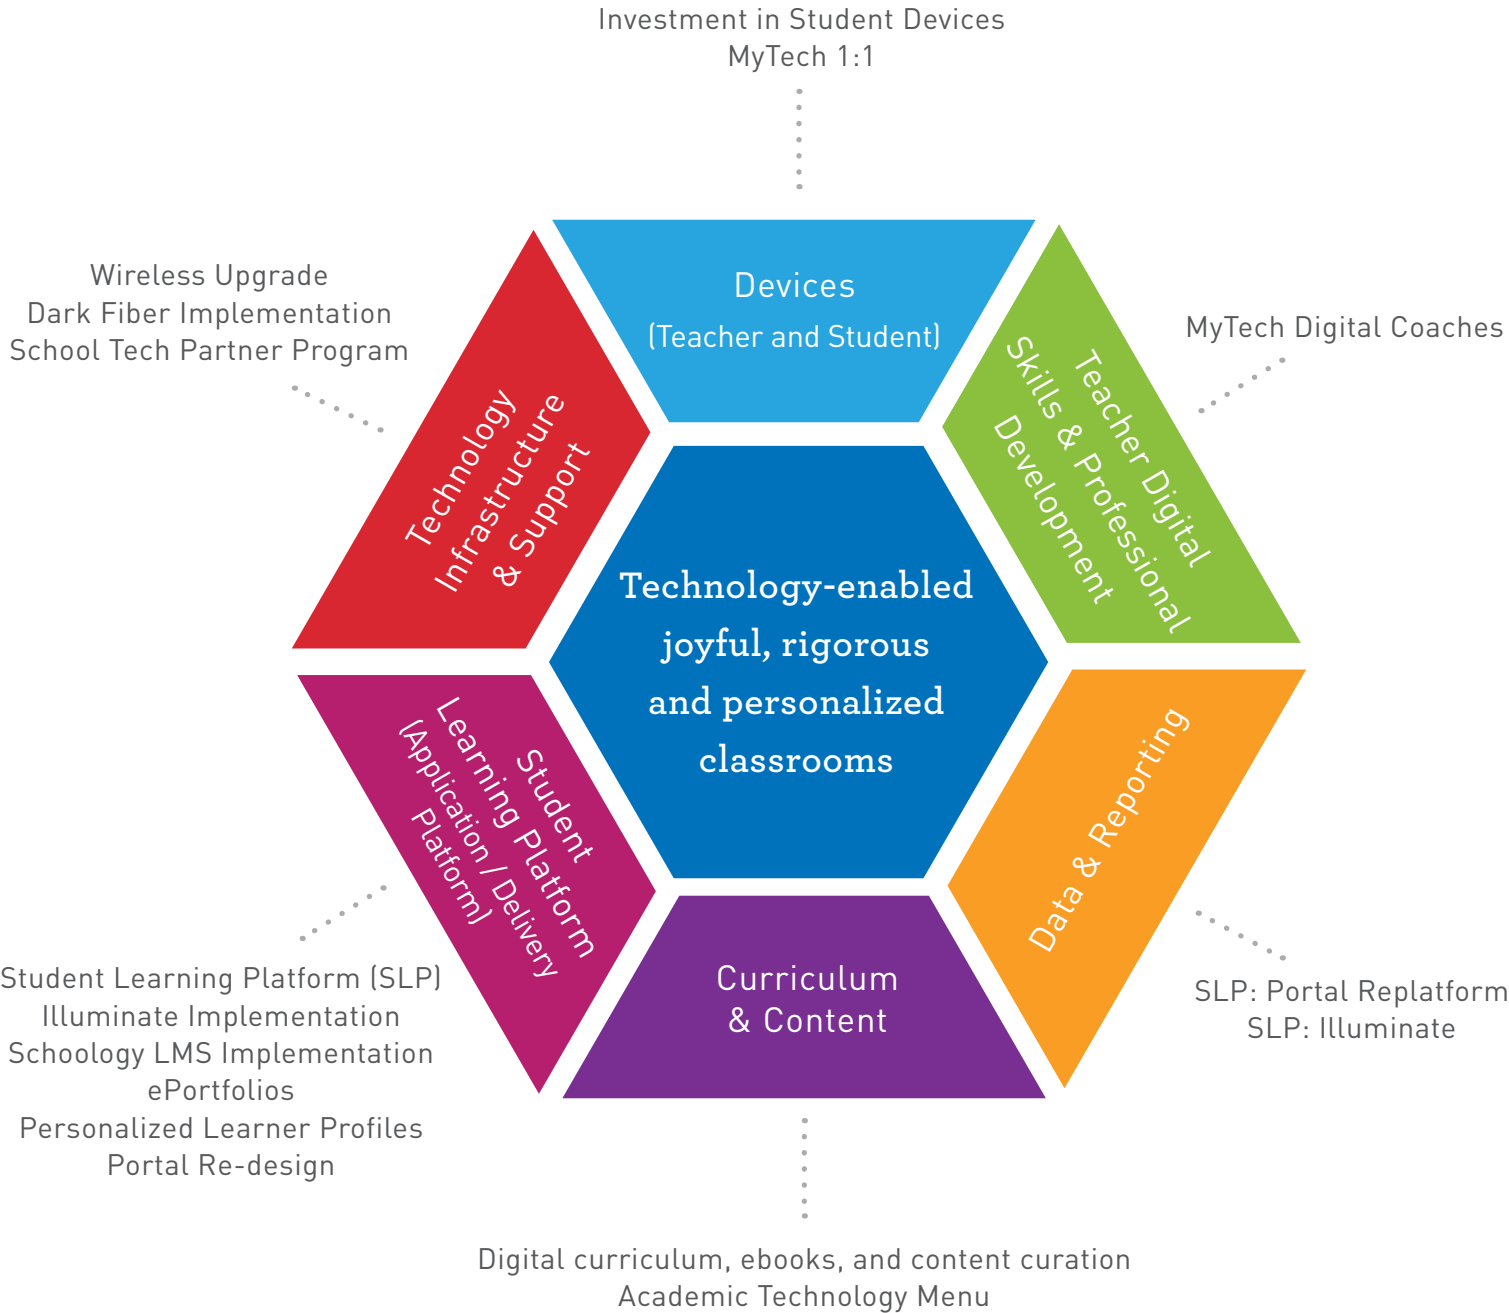 Investment in Student Devices
MyTech 1:1
Devices
(Teacher and Student)
Wireless Upgrade
Dark Fiber Implementation
School Tech Partner Program
Technology
Infrastructure
& Support
MyTech Digital Coaches
Teacher Digital
Skills & Professional
Development
Technology-enabled
joyful, rigorous
and personalized
classrooms
Student
Learning Platform
(Application / Delivery
Platform)
Data & Reporting
Curriculum
& Content
Student Learning Platform (SLP)
Illuminate Implementation
Schoology LMS Implementation
ePortfolios
Personalized Learner Profiles
Portal Re-design
SLP: Portal Replatform
SLP: Illuminate
Digital curriculum, ebooks, and content curation
Academic Technology Menu